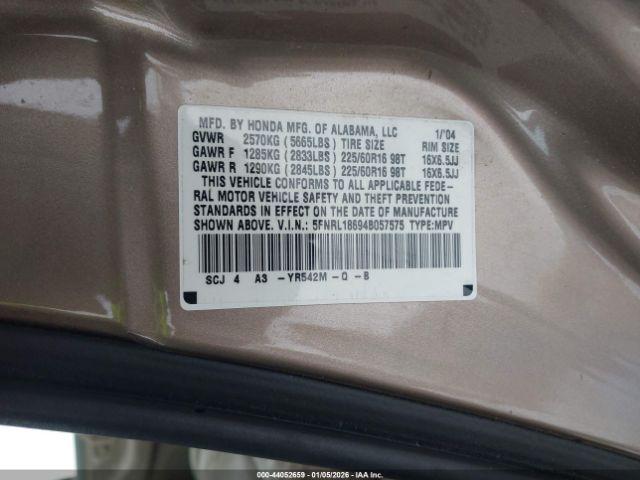 MFD. BY HONDA MFG. OF ALABAMA, LLC 1/'04
GVWR 2570KG ( 5665LBS ) TIRE SIZE RIM SIZE
GAWR F 1285KG ( 2833LBS ) 225/60R16 98T 16X6.5JJ
GAWR R 1290KG ( 2845LBS ) 225/60R16 98T 16X6.5JJ
THIS VEHICLE CONFORMS TO ALL APPLICABLE FEDE-
RAL MOTOR VEHICLE SAFETY AND THEFT PREVENTION
STANDARDS IN EFFECT ON THE DATE OF MANUFACTURE
SHOWN ABOVE. V.I.N.: 5FNRL18694B057575 TYPE:MPV
SCJ 4 A3 -YR542M -Q -B
000-44052659 - 01/05/2026 - COPYRIGHT IAA, LLC